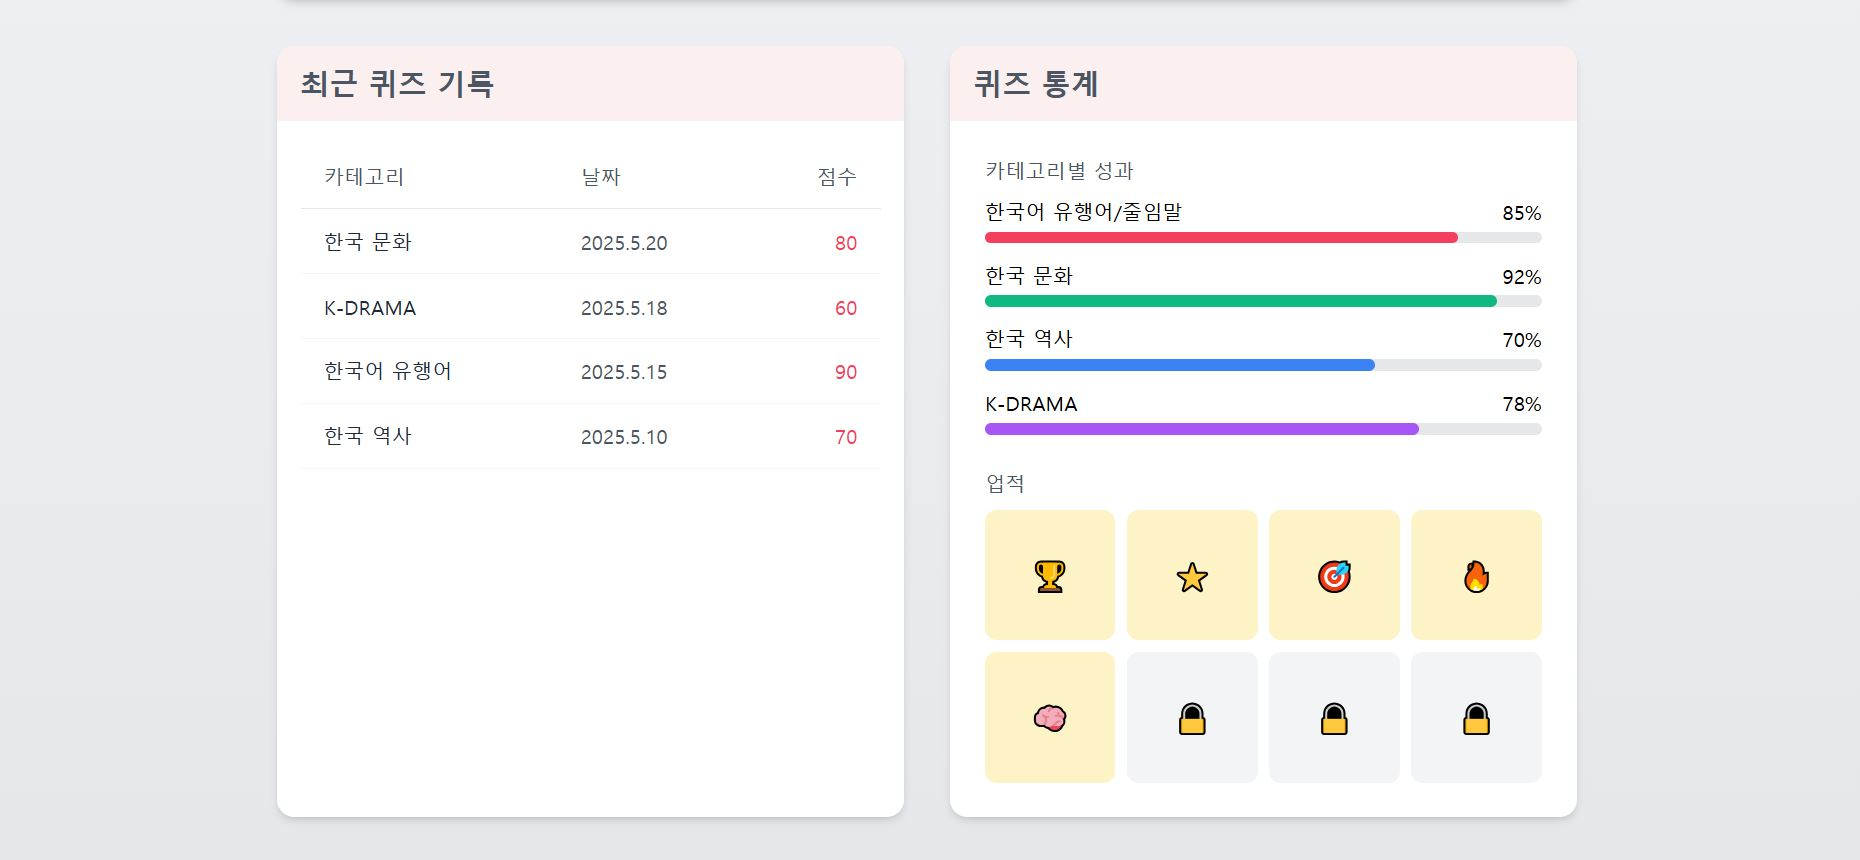 최근 퀴즈 기록
카테고리 날짜 점수
한국 문화 2025.5.20 80
K-DRAMA 2025.5.18 60
한국어 유행어 2025.5.15 90
한국 역사 2025.5.10 70
퀴즈 통계
카테고리별 성과
한국어 유행어/줄임말 85%
한국 문화 92%
한국 역사 70%
K-DRAMA 78%
업적